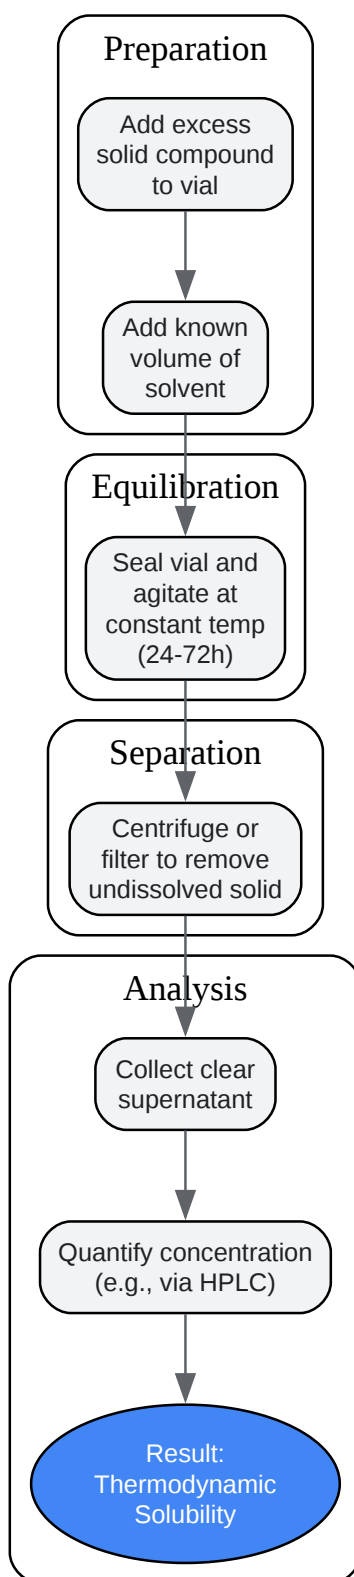 Preparation
Add excess
solid compound
to vial
Add known
volume of
solvent
Equilibration
Seal vial and
agitate at
constant temp
(24-72h)
Separation
Centrifuge or
filter to remove
undissolved solid
Analysis
Collect clear
supernatant
Quantify concentration
(e.g., via HPLC)
Result:
Thermodynamic
Solubility